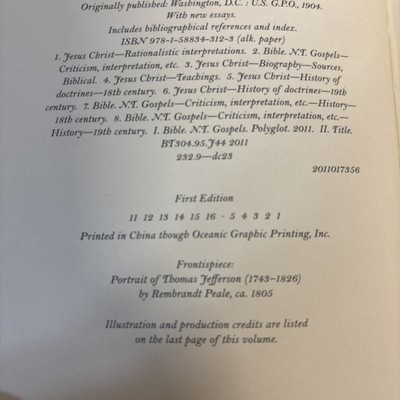 Originally published: Washington, D.C. : U.S. G.P.O., 1904.
With new essays.
Includes bibliographical references and index.
ISBN 978-1-58834-312-3 (alk. paper)
1. Jesus Christ—Rationalistic interpretations. 2. Bible. N.T. Gospels—
Criticism, interpretation, etc. 3. Jesus Christ—Biography—Sources,
Biblical. 4. Jesus Christ—Teachings. 5. Jesus Christ—History of
doctrines—18th century. 6. Jesus Christ—History of doctrines—19th
century. 7. Bible. N.T. Gospels—Criticism, interpretation, etc.—History—
18th century. 8. Bible. N.T. Gospels—Criticism, interpretation, etc.—
History—19th century. I. Bible. N.T. Gospels. Polyglot. 2011. II. Title.
BT304.95.J44 2011
232.9—dc23
2011017356
First Edition
11 12 13 14 15 16 · 5 4 3 2 1
Printed in China though Oceanic Graphic Printing, Inc.
Frontispiece:
Portrait of Thomas Jefferson (1743–1826)
by Rembrandt Peale, ca. 1805
Illustration and production credits are listed
on the last page of this volume.